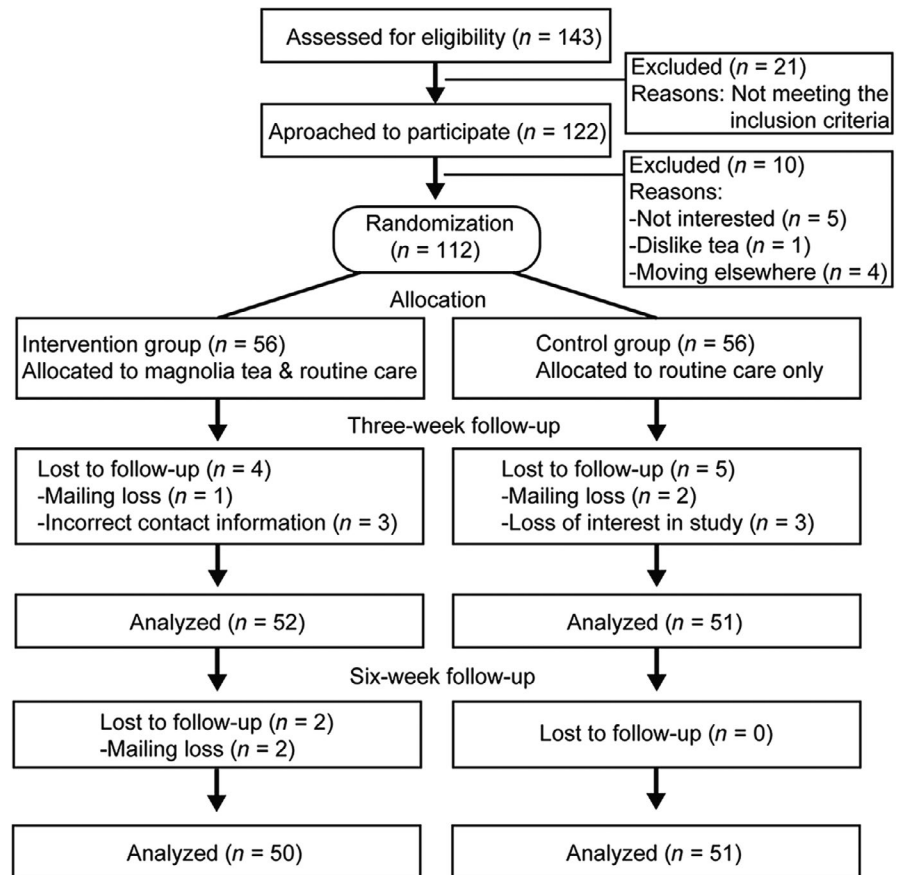 Assessed for eligibility (n = 143)
Excluded (n = 21)
Reasons: Not meeting the
inclusion criteria
Aproached to participate (n = 122)
Excluded (n = 10)
Reasons:
-Not interested (n = 5)
-Dislike tea (n = 1)
-Moving elsewhere (n = 4)
Randomization
(n = 112)
Allocation
Intervention group (n = 56)
Allocated to magnolia tea & routine care
Control group (n = 56)
Allocated to routine care only
Three-week follow-up
Lost to follow-up (n = 4)
-Mailing loss (n = 1)
-Incorrect contact information (n = 3)
Lost to follow-up (n = 5)
-Mailing loss (n = 2)
-Loss of interest in study (n = 3)
Analyzed (n = 52)
Analyzed (n = 51)
Six-week follow-up
Lost to follow-up (n = 2)
-Mailing loss (n = 2)
Lost to follow-up (n = 0)
Analyzed (n = 50)
Analyzed (n = 51)